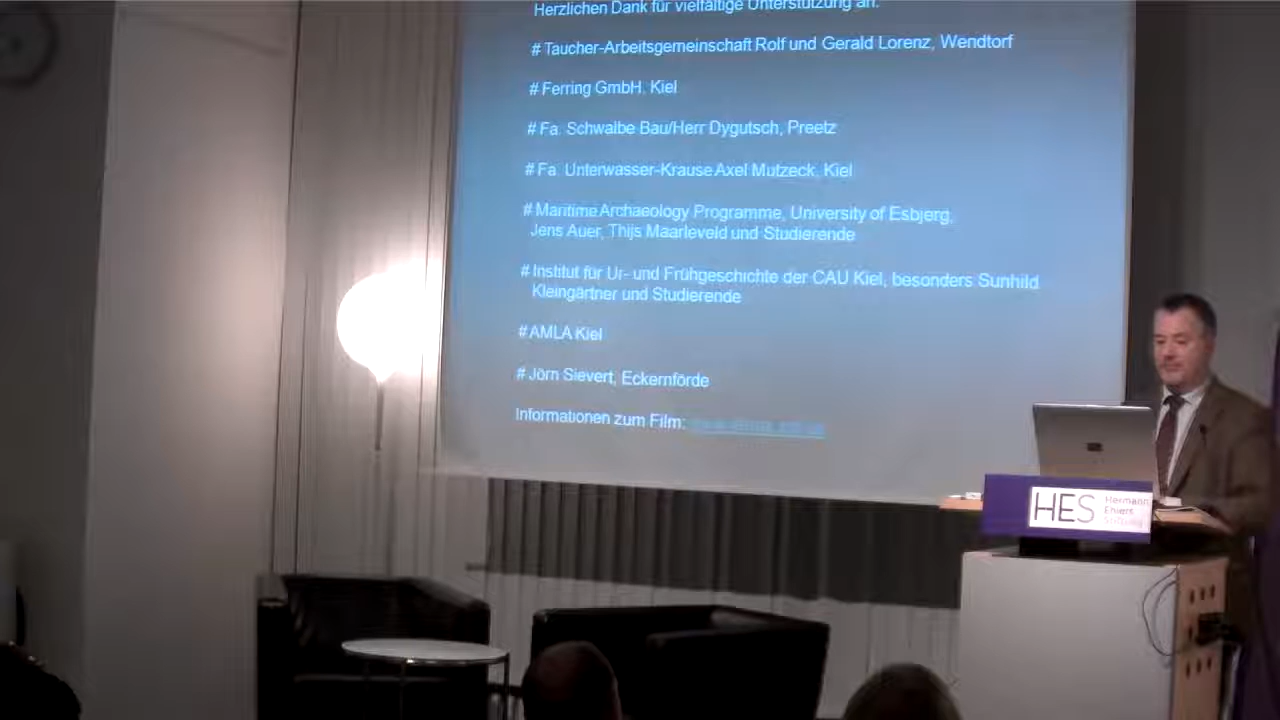 Herzlichen Dank für vielfältige Unterstützung an:
# Taucher-Arbeitsgemeinschaft Rolf und Gerald Lorenz, Wendtorf
# Ferring GmbH, Kiel
# Fa. Schwalbe Bau/Herr Dygutsch, Preetz
# Fa. Unterwasser-Krause Axel Mutzeck, Kiel
# Maritime Archaeology Programme, University of Esbjerg,
Jens Auer, Thijs Maarleveld und Studierende
# Institut für Ur- und Frühgeschichte der CAU Kiel, besonders Sunhild
Kleingärtner und Studierende
# AMLA Kiel
# Jörn Sievert, Eckernförde
Informationen zum Film:
HES
Hermann
Ehlers
Stiftung